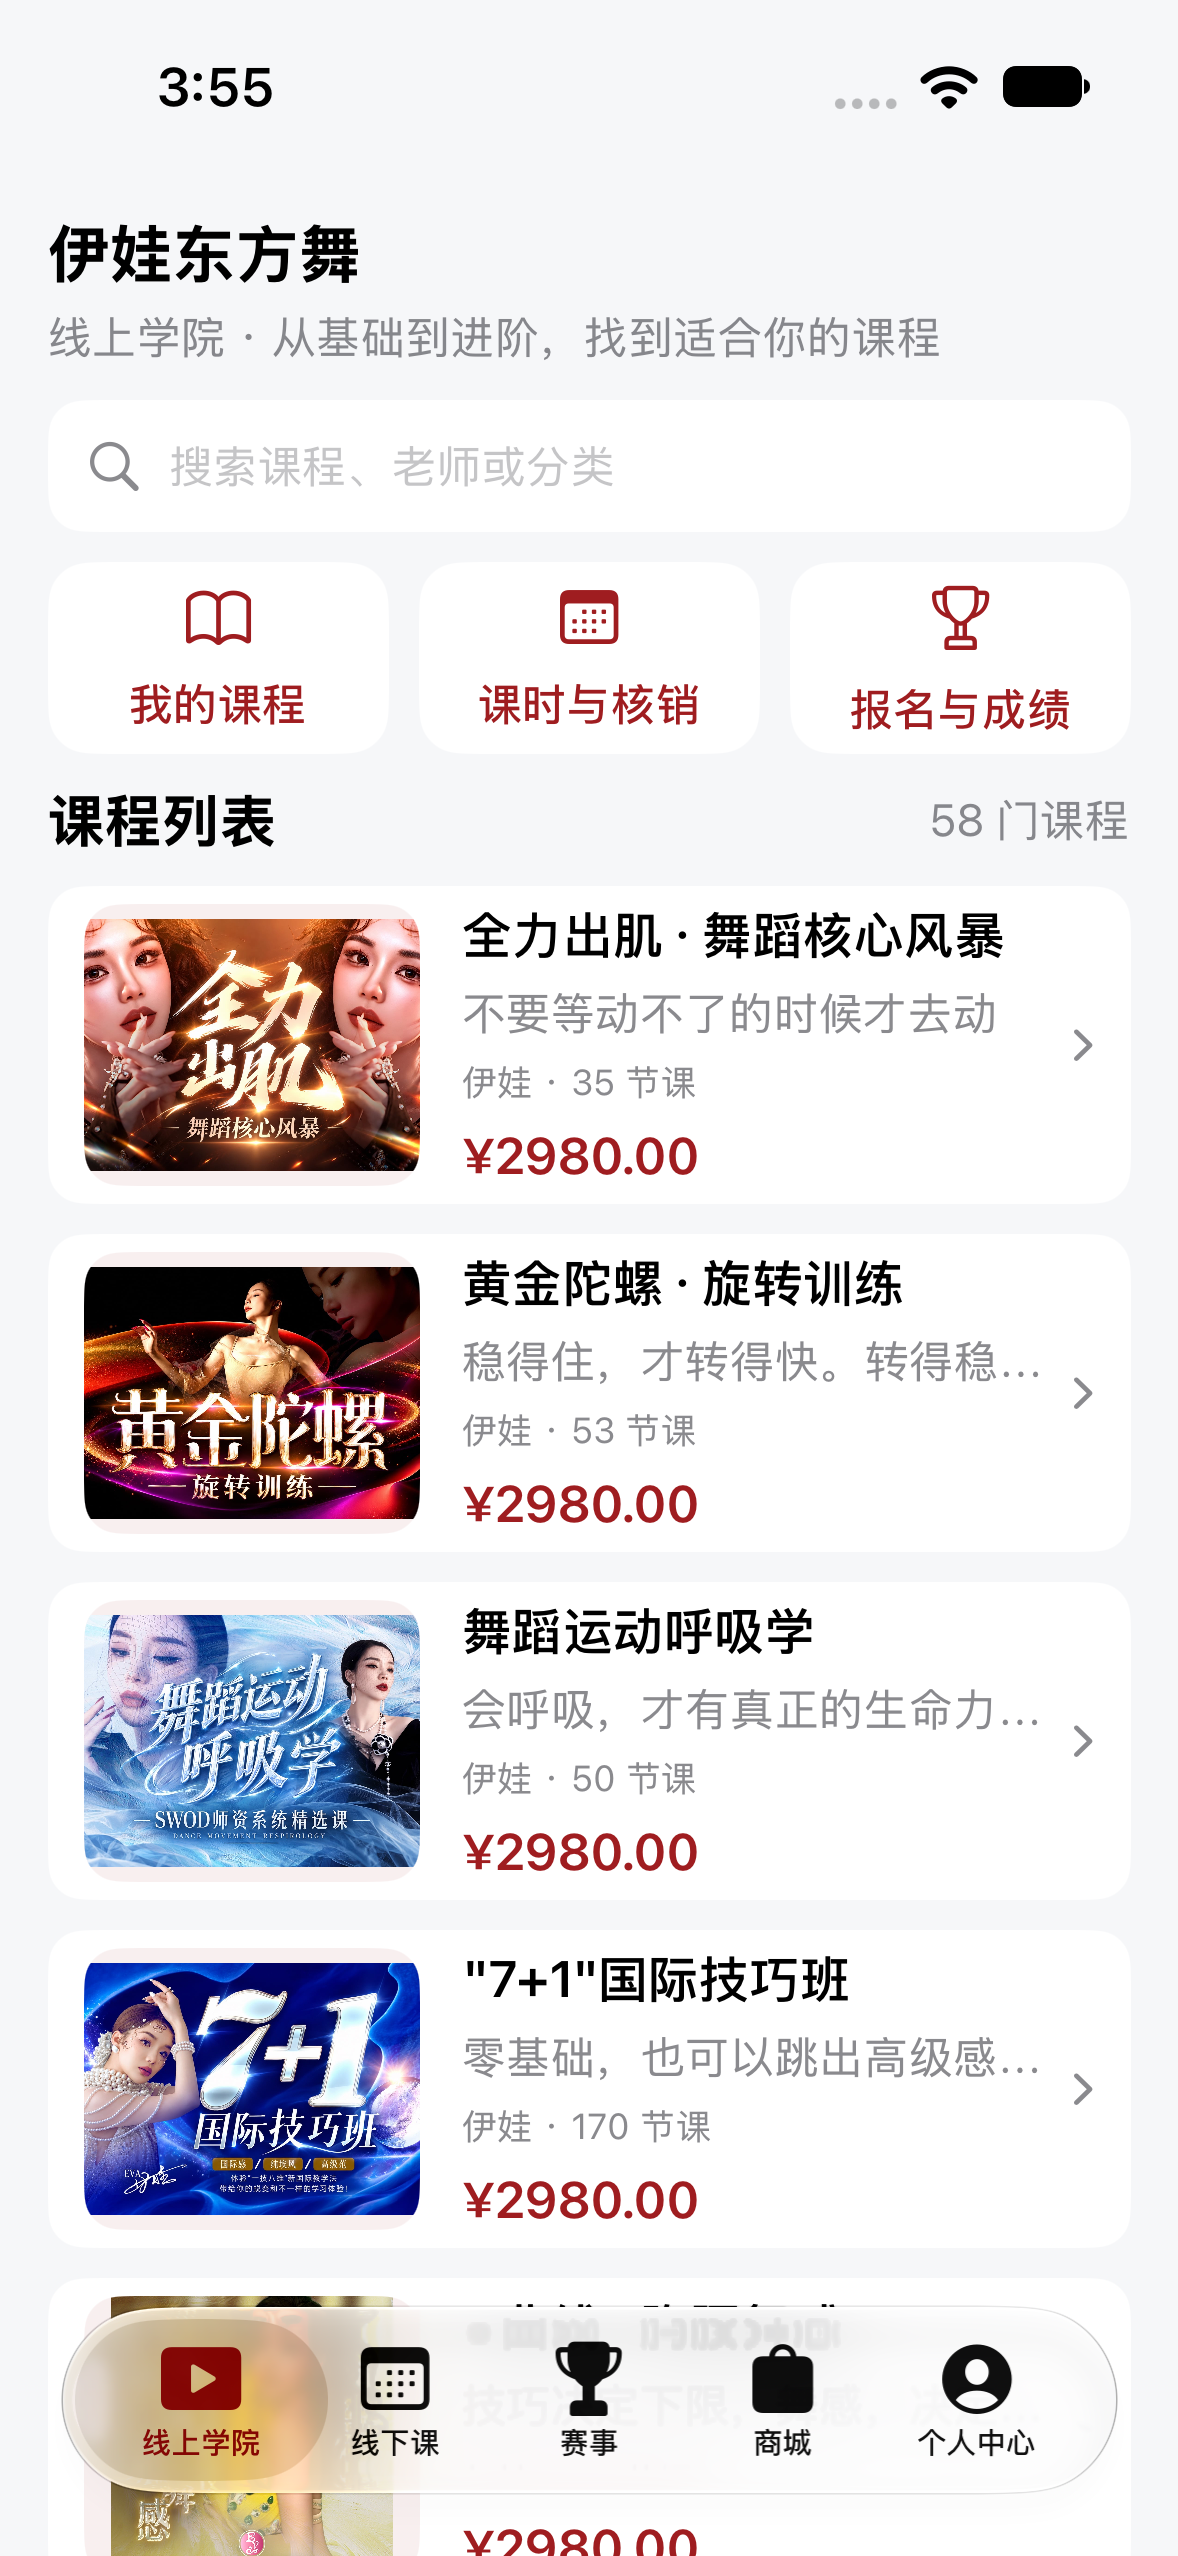 3:55
伊娃东方舞
线上学院 · 从基础到进阶，找到适合你的课程
搜索课程、老师或分类
我的课程
课时与核销
报名与成绩
课程列表
58 门课程
全力
出肌
舞蹈核心风暴
全力出肌 · 舞蹈核心风暴
不要等动不了的时候才去动
伊娃 · 35 节课
¥2980.00
黄金陀螺
旋转训练
黄金陀螺 · 旋转训练
稳得住，才转得快。转得稳...
伊娃 · 53 节课
¥2980.00
舞蹈运动
呼吸学
SWOD师资系统精选课
DANCE MOVEMENT RESPIROLOGY
舞蹈运动呼吸学
会呼吸，才有真正的生命力...
伊娃 · 50 节课
¥2980.00
7+1
国际技巧班
EVA
"7+1"国际技巧班
零基础，也可以跳出高级感...
伊娃 · 170 节课
¥2980.00
感
¥2980.00
线上学院
线下课
赛事
商城
个人中心